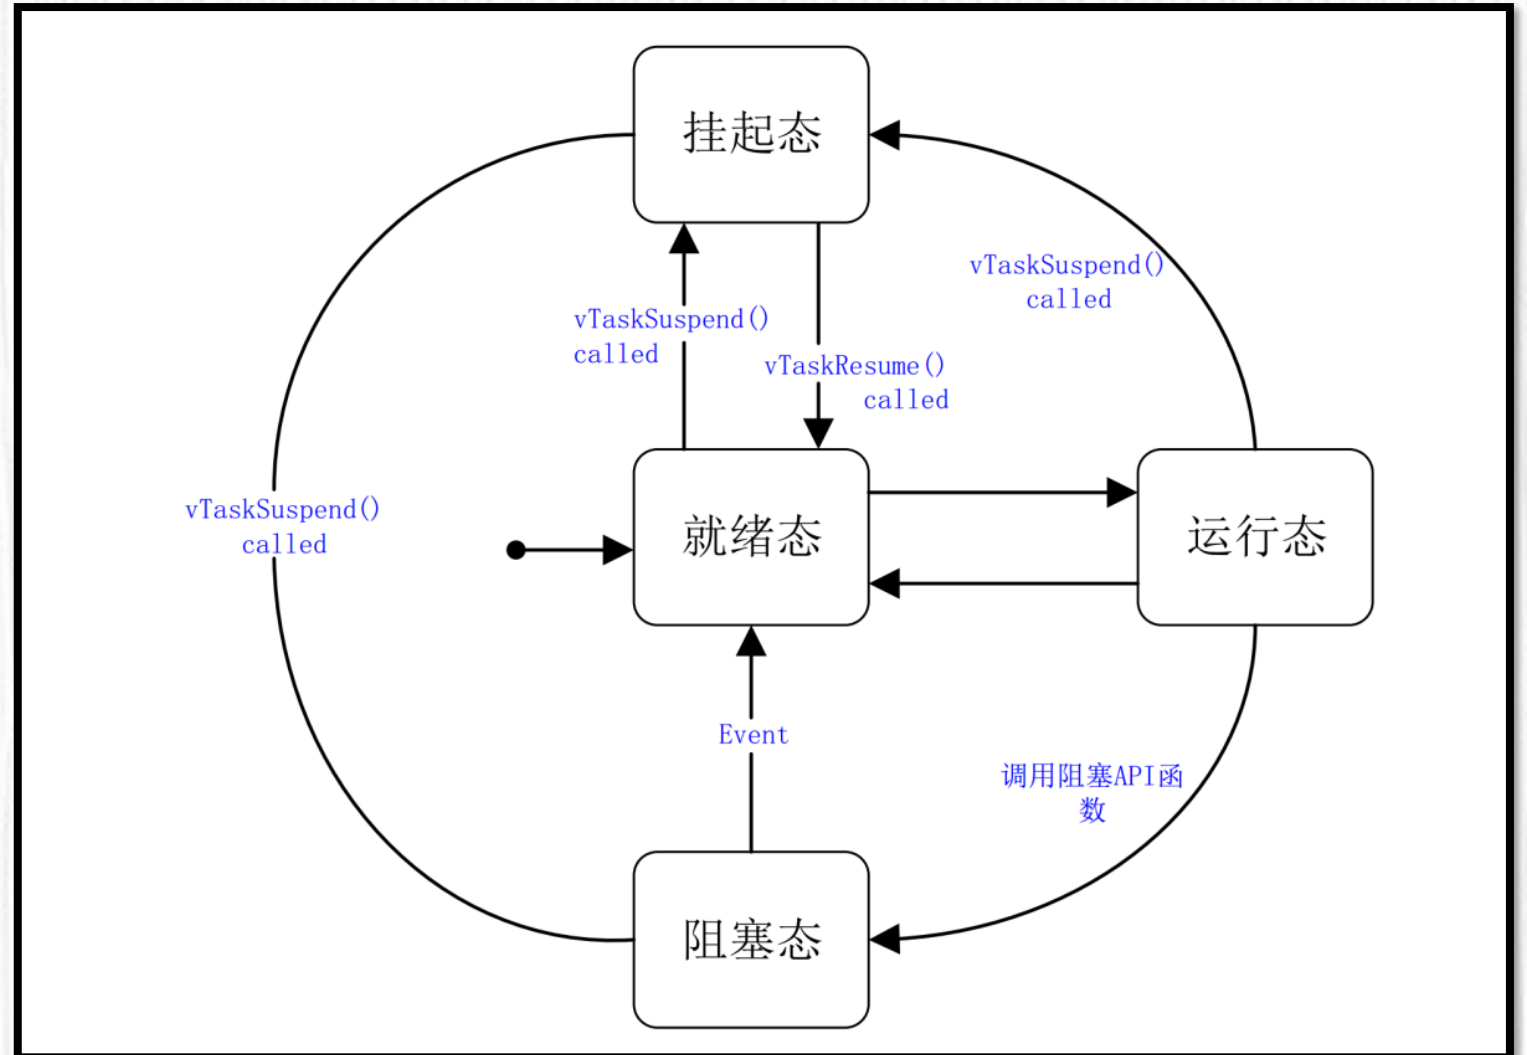 挂起态
vTaskSuspend()
called
vTaskSuspend()
called
vTaskResume()
called
vTaskSuspend()
called
就绪态
运行态
Event
调用阻塞API函
数
阻塞态